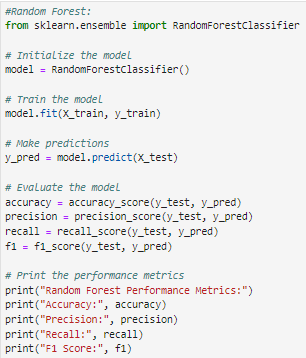 #Random Forest:
from sklearn.ensemble import RandomForestClassifier
# Initialize the model
model = RandomForestClassifier()
# Train the model
model.fit(X_train, y_train)
# Make predictions
y_pred = model.predict(X_test)
# Evaluate the model
accuracy = accuracy_score(y_test, y_pred)
precision = precision_score(y_test, y_pred)
recall = recall_score(y_test, y_pred)
f1 = f1_score(y_test, y_pred)
# Print the performance metrics
print("Random Forest Performance Metrics:")
print("Accuracy:", accuracy)
print("Precision:", precision)
print("Recall:", recall)
print("F1 Score:", f1)